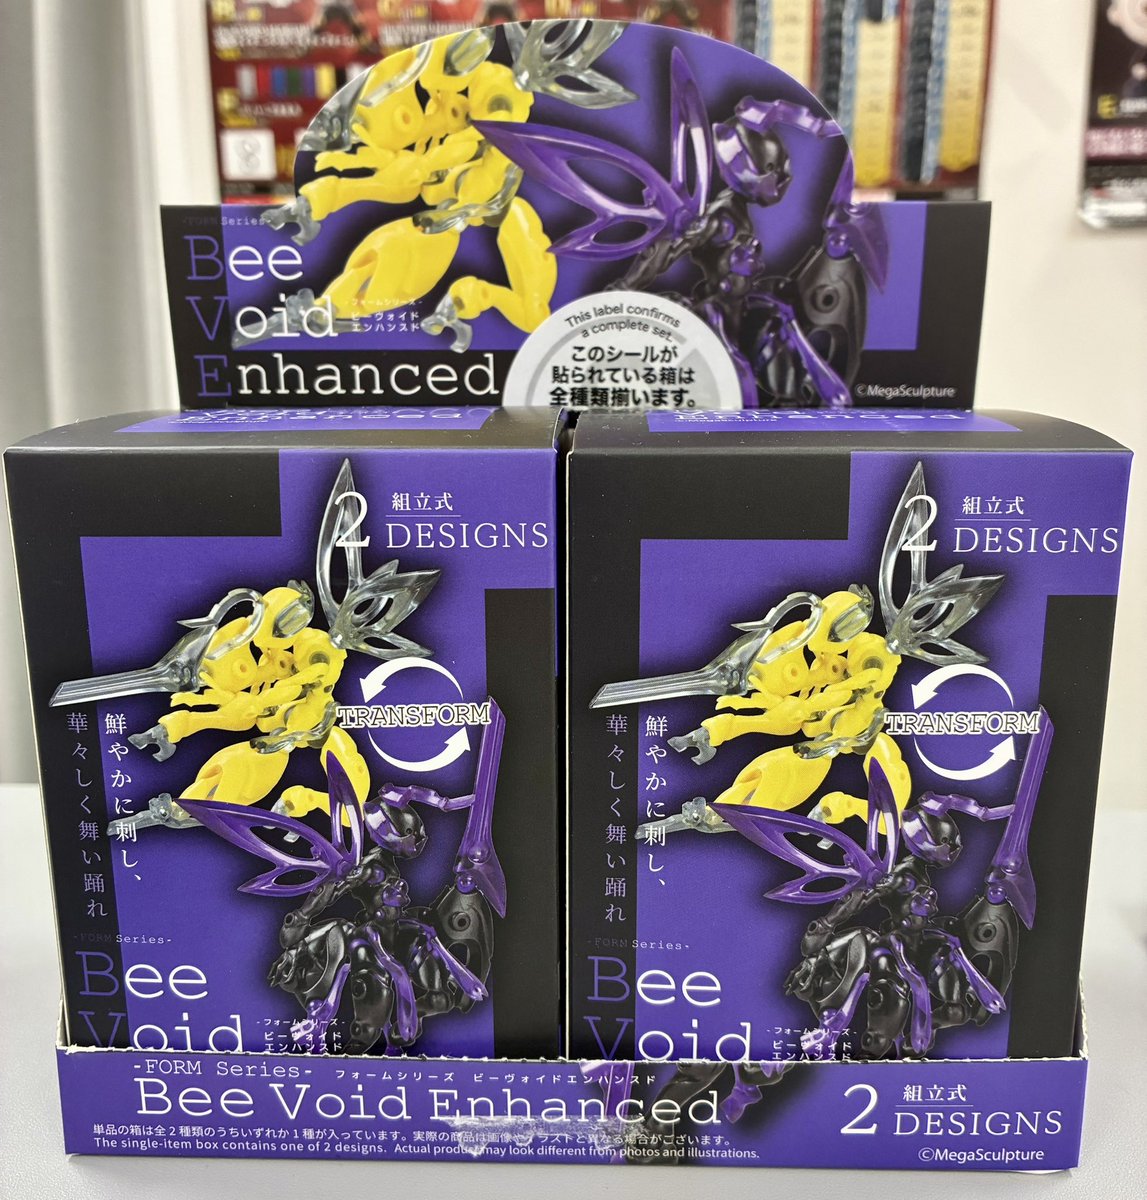 -FORM Series-
Bee
Void
Enhanced
-フォームシリーズ-
ビーヴォイド
エンハンスド
This label confirms
a complete set.
このシールが
貼られている箱は
全種類揃います。
©MegaSculpture
2 組立式
DESIGNS
TRANSFORM
鮮やかに刺し、
華々しく舞い踊れ
-FORM Series-
Bee
Void
-フォームシリーズ-
ビーヴォイド
エンハンスド
2 組立式
DESIGNS
TRANSFORM
鮮やかに刺し、
華々しく舞い踊れ
-FORM Series-
Bee
Void
-フォームシリーズ-
ビーヴォイド
エンハンスド
-FORM Series- フォームシリーズ ビーヴォイドエンハンスド
Bee Void Enhanced
単品の箱は全2種類のうちいずれか1種が入っています。実際の商品は画像やイラストと異なる場合がございます。
The single-item box contains one of 2 designs. Actual product may look different from photos and illustrations.
2 組立式
DESIGNS
©MegaSculpture